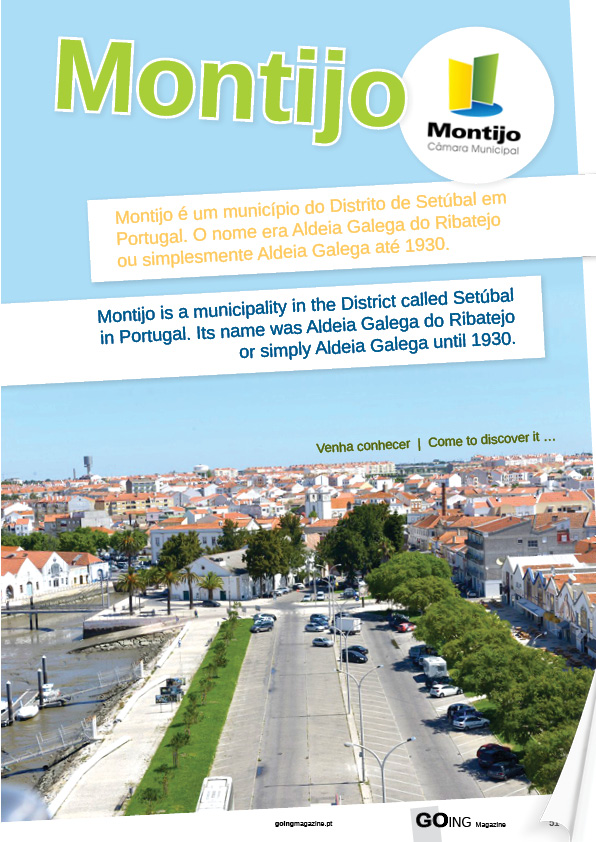 Montijo
Montijo
Câmara Municipal
Montijo é um município do Distrito de Setúbal em
Portugal. O nome era Aldeia Galega do Ribatejo
ou simplesmente Aldeia Galega até 1930.
Montijo is a municipality in the District called Setúbal
in Portugal. Its name was Aldeia Galega do Ribatejo
or simply Aldeia Galega until 1930.
Venha conhecer | Come to discover it ...
goingmagazine.pt
GOING Magazine
51